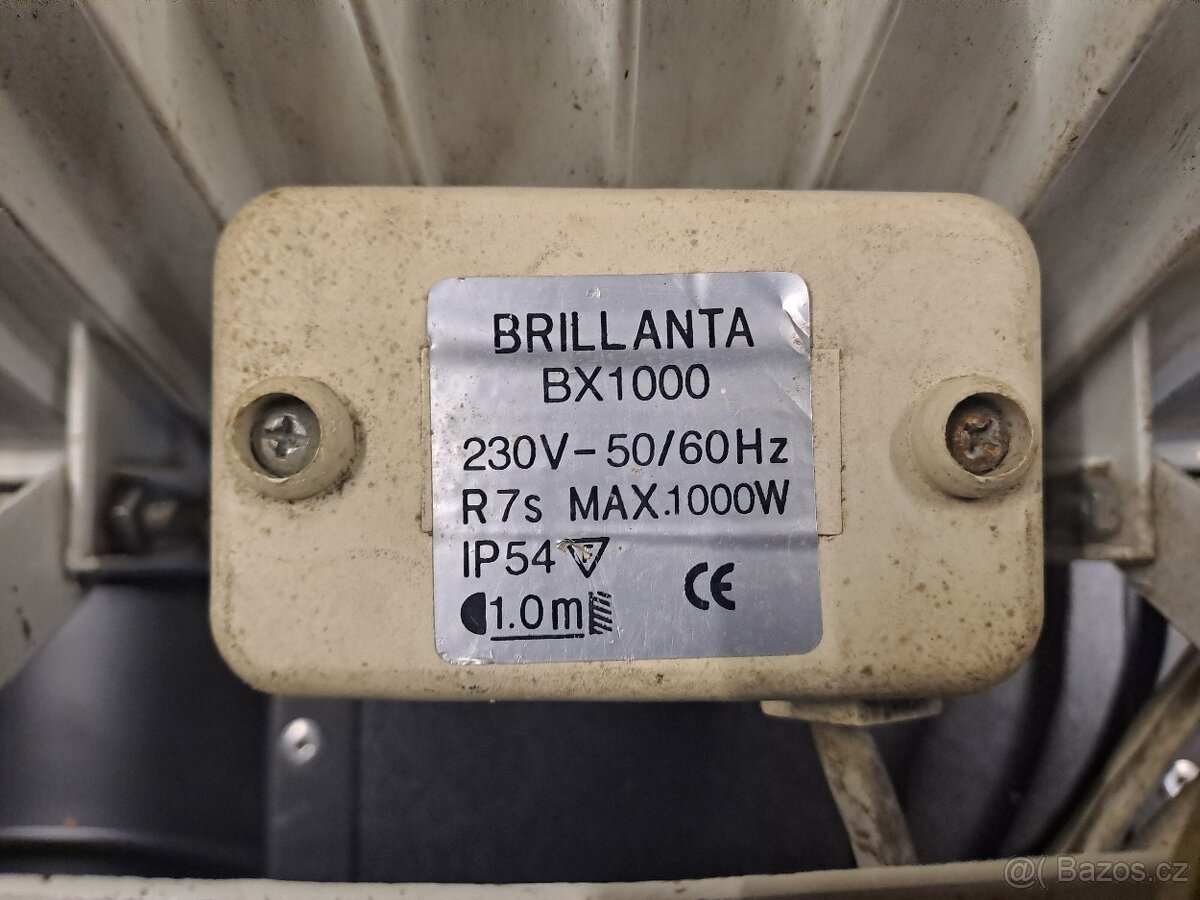 BRILLANTA
BX1000
230V-50/60Hz
R7s MAX.1000W
IP54
CE
1.0m
@( Bazos.cz